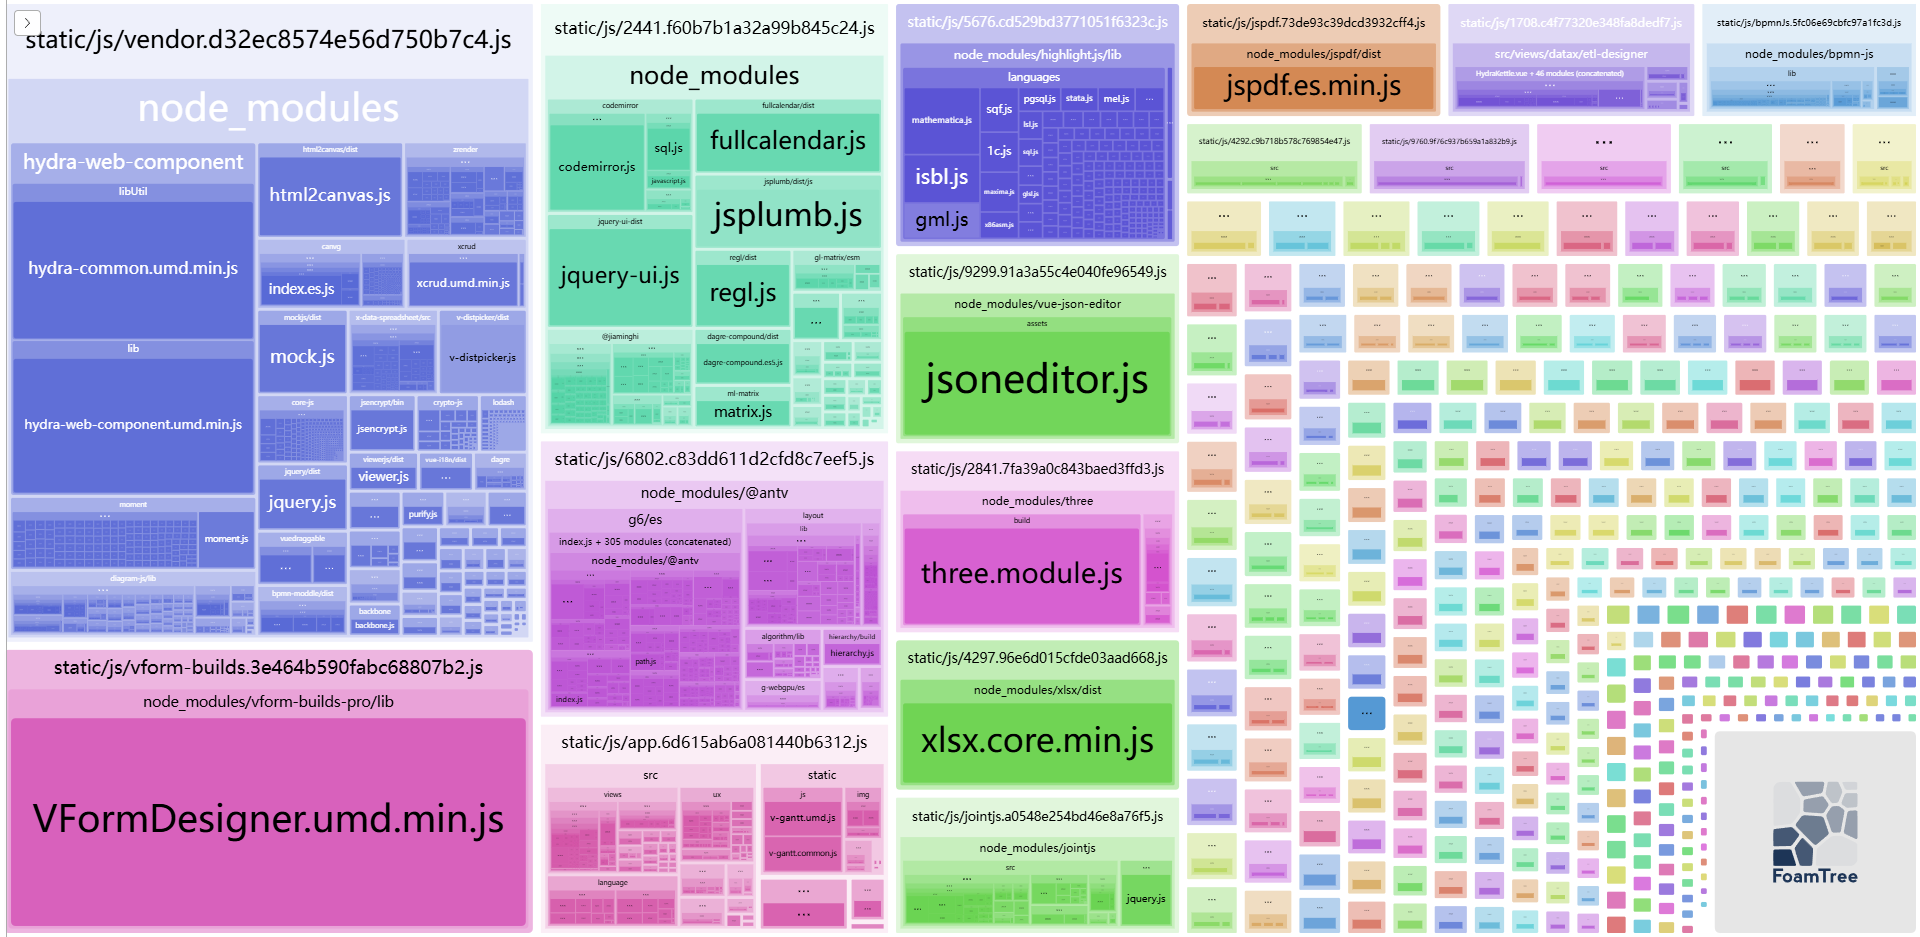 static/js/vendor.d32ec8574e56d750b7c4.js
node_modules
hydra-web-component
libUtil
hydra-common.umd.min.js
lib
hydra-web-component.umd.min.js
moment
moment.js
diagram-js/lib
html2canvas/dist
html2canvas.js
zrender
canvg
index.es.js
xcrud
xcrud.umd.min.js
mockjs/dist
mock.js
x-data-spreadsheet/src
v-distpicker/dist
v-distpicker.js
core-js
jsencrypt/bin
jsencrypt.js
crypto-js
lodash
jquery/dist
jquery.js
viewerjs/dist
viewer.js
vue-i18n/dist
dagre
purify.js
vuedraggable
bpmn-moddle/dist
backbone
backbone.js
static/js/vform-builds.3e464b590fabc68807b2.js
node_modules/vform-builds-pro/lib
VFormDesigner.umd.min.js
static/js/2441.f60b7b1a32a99b845c24.js
node_modules
codemirror
codemirror.js
sql.js
javascript.js
fullcalendar/dist
fullcalendar.js
jsplumb/dist/js
jsplumb.js
jquery-ui-dist
jquery-ui.js
regl/dist
regl.js
gl-matrix/esm
@jiaminghi
dagre-compound/dist
dagre-compound.es5.js
ml-matrix
matrix.js
static/js/6802.c83dd611d2cfd8c7eef5.js
node_modules/@antv
g6/es
index.js + 305 modules (concatenated)
node_modules/@antv
path.js
index.js
layout
lib
algorithm/lib
hierarchy/build
hierarchy.js
g-webgpu/es
static/js/app.6d615ab6a081440b6312.js
src
views
ux
language
static
js
v-gantt.umd.js
v-gantt.common.js
img
static/js/5676.cd529bd3771051f6323c.js
node_modules/highlight.js/lib
languages
mathematica.js
isbl.js
gml.js
sqf.js
1c.js
maxima.js
x86asm.js
pgsql.js
stata.js
mel.js
lsl.js
sqf.js
glsl.js
static/js/9299.91a3a55c4e040fe96549.js
node_modules/vue-json-editor
assets
jsoneditor.js
static/js/2841.7fa39a0c843baed3ffd3.js
node_modules/three
build
three.module.js
static/js/4297.96e6d015cfde03aad668.js
node_modules/xlsx/dist
xlsx.core.min.js
static/js/jointjs.a0548e254bd46e8a76f5.js
node_modules/jointjs
src
jquery.js
static/js/jspdf.73de93c39dcd3932cff4.js
node_modules/jspdf/dist
jspdf.es.min.js
static/js/1708.c4f77320e348fa8dedf7.js
src/views/datax/etl-designer
HydraKettle.vue + 46 modules (concatenated)
static/js/bpmnJs.5fc06e69cbfc97a1fc3d.js
node_modules/bpmn-js
lib
static/js/4292.c9b718b578c769854e47.js
src
static/js/9760.9f76c937b659a1a832b9.js
src
src
src
src
src
FoamTree